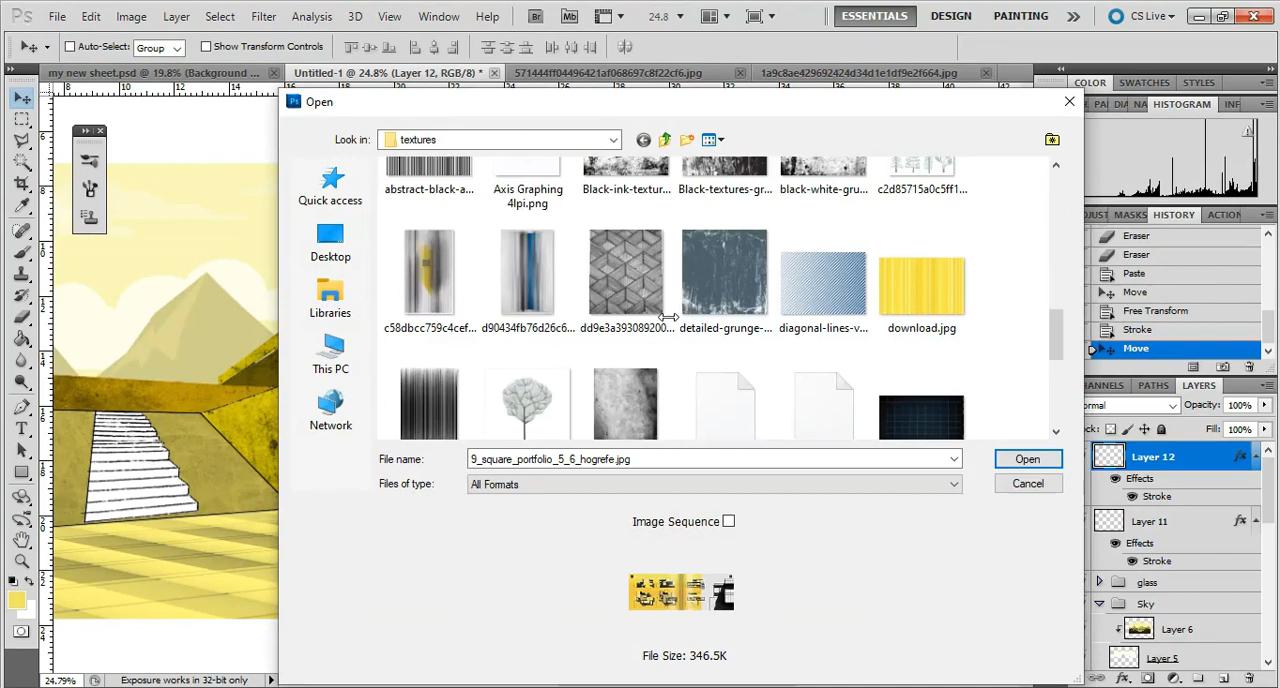 Ps File Edit Image Layer Select Filter Analysis 3D View Window Help Br Mb 24.8 ESSENTIALS DESIGN PAINTING CS Live
Auto-Select: Group Show Transform Controls
my new sheet.psd @ 19.8% (Background ... Untitled-1 @ 24.8% (Layer 12, RGB/8) * 571444ff04496421af068697c8f22cf6.jpg 1a9c8ae429692424d34d1e1df9e2f664.jpg
COLOR SWATCHES STYLES
Open
HISTOGRAM INF
Look in: textures
Quick access
Desktop
Libraries
This PC
Network
abstract-black-a... Axis Graphing 4lpi.png Black-ink-textur... Black-textures-gr... black-white-gru... c2d85715a0c5ff1...
c58dbcc759c4cef... d90434fb76d26c6... dd9e3a393089200... detailed-grunge-... diagonal-lines-v... download.jpg
File name: 9_square_portfolio_5_6_hogrefe.jpg Open
Files of type: All Formats Cancel
Image Sequence
File Size: 346.5K
ADJUST MASKS HISTORY ACTION
Eraser
Eraser
Paste
Move
Free Transform
Stroke
Move
HANNELS PATHS LAYERS
ormal Opacity: 100%
ock: Fill: 100%
Layer 12
Effects
Stroke
Layer 11
Effects
Stroke
glass
Sky
Layer 6
Layer 5
24.79% Exposure works in 32-bit only